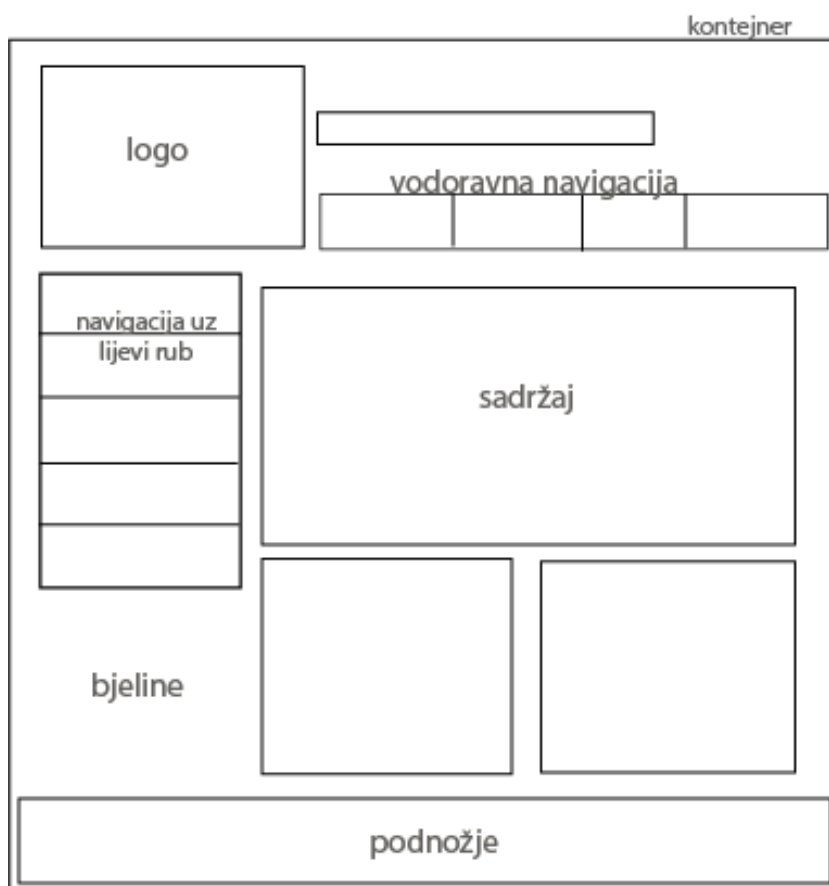 kontejner
logo
vodoravna navigacija
navigacija uz
lijevi rub
sadržaj
bjeline
podnožje